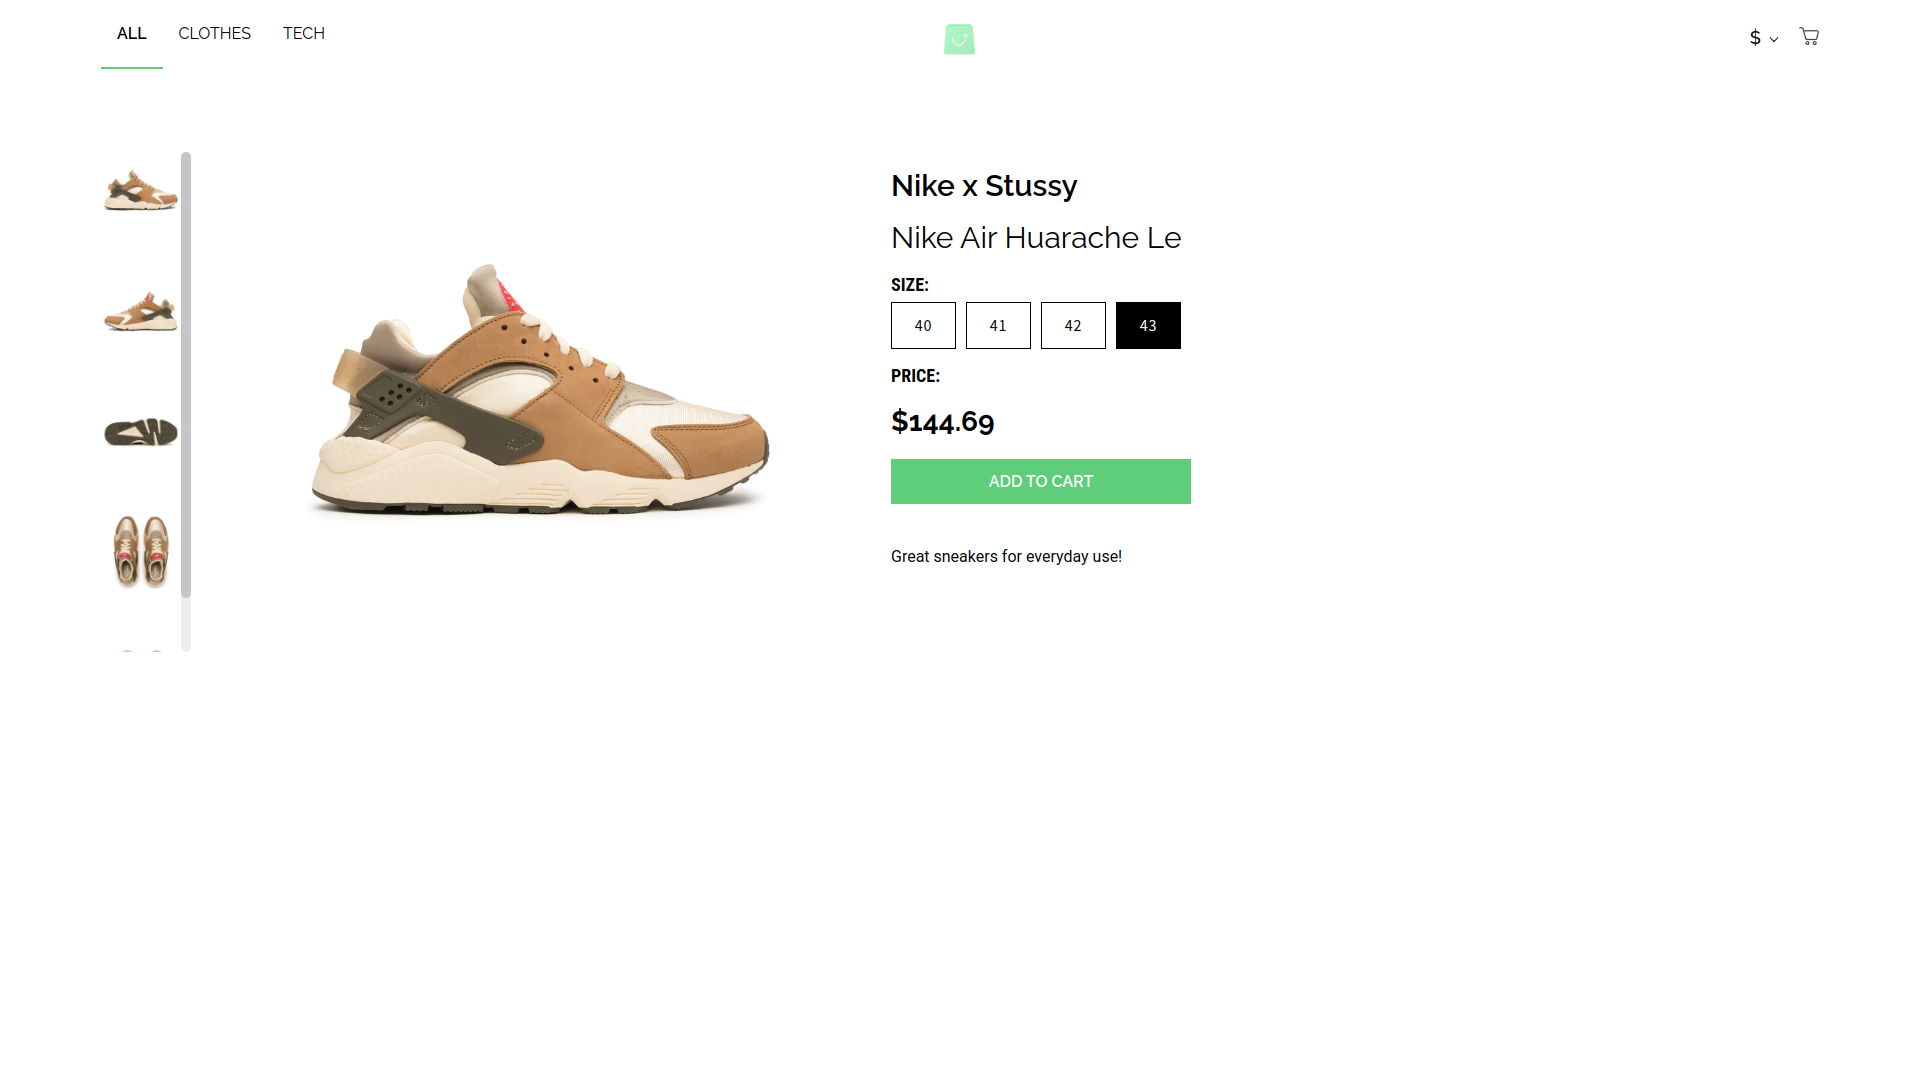 ALL CLOTHES TECH
$
Nike x Stussy
Nike Air Huarache Le
SIZE:
40 41 42 43
PRICE:
$144.69
ADD TO CART
Great sneakers for everyday use!